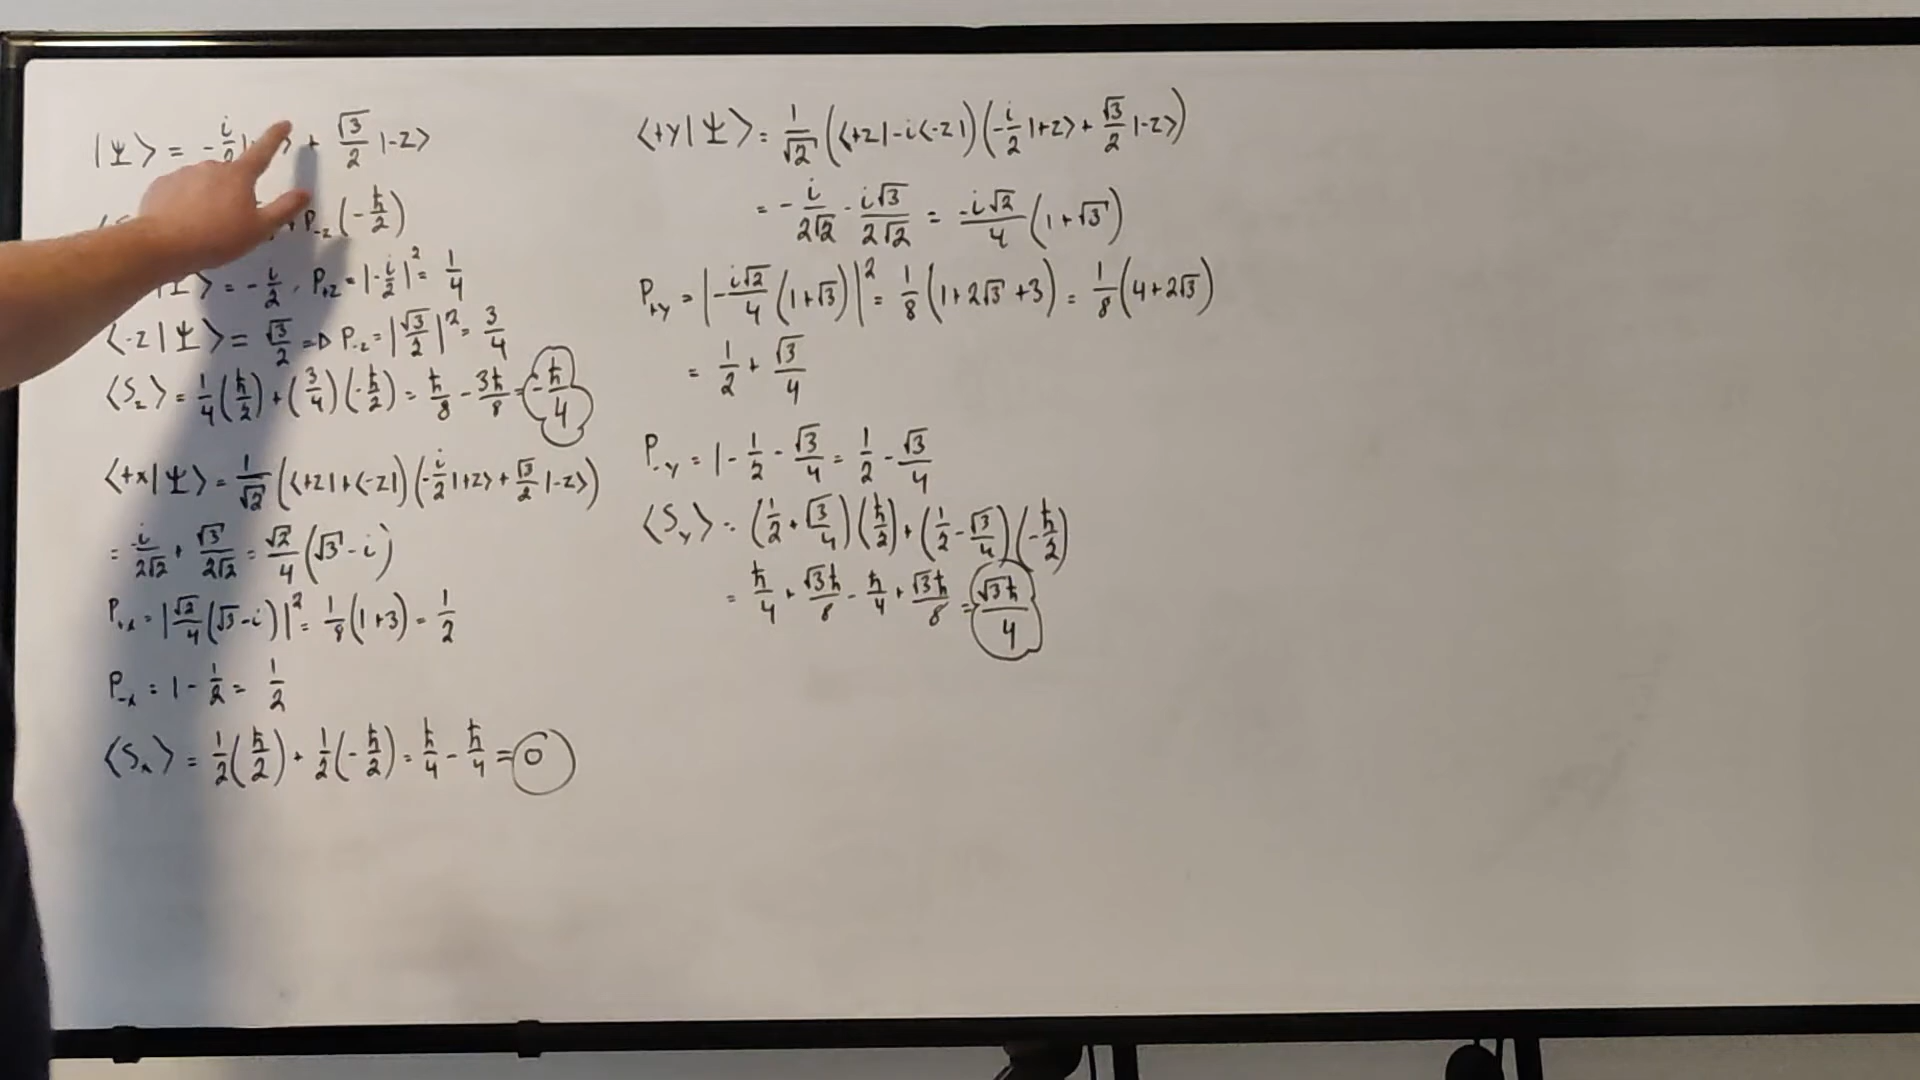 |Ψ⟩ = -i/2 |   ⟩ + √3/2 |-z⟩
⟨S   + P₋z (-ħ/2)
|Ψ⟩ = -i/2 . P₊z = |-i/2|² = 1/4
⟨-z|Ψ⟩ = √3/2 => P₋z = |√3/2|² = 3/4
⟨Sz⟩ = 1/4 (ħ/2) + (3/4)(-ħ/2) = ħ/8 - 3ħ/8 = -ħ/4
⟨+x|Ψ⟩ = 1/√2 (⟨+z|+⟨-z|)(-i/2 |+z⟩ + √3/2 |-z⟩)
= -i/2√2 + √3/2√2 = √2/4 (√3 - i)
P₊x = |√2/4 (√3 - i)|² = 1/8 (1+3) = 1/2
P₋x = 1 - 1/2 = 1/2
⟨Sx⟩ = 1/2 (ħ/2) + 1/2 (-ħ/2) = ħ/4 - ħ/4 = 0
⟨+y|Ψ⟩ = 1/√2 (⟨+z| - i⟨-z|)(-i/2 |+z⟩ + √3/2 |-z⟩)
= -i/2√2 - i√3/2√2 = -i√2/4 (1+√3)
P₊y = |-i√2/4 (1+√3)|² = 1/8 (1+2√3+3) = 1/8 (4+2√3)
= 1/2 + √3/4
P₋y = 1 - 1/2 - √3/4 = 1/2 - √3/4
⟨Sy⟩ = (1/2 + √3/4)(ħ/2) + (1/2 - √3/4)(-ħ/2)
= ħ/4 + √3ħ/8 - ħ/4 + √3ħ/8 = √3ħ/4